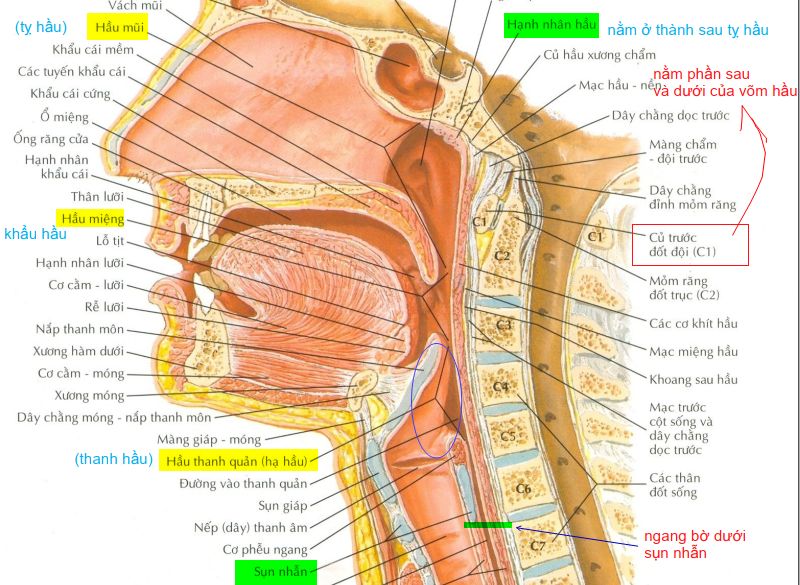 Vách mũi
(tỵ hầu)
Hầu mũi
Khẩu cái mềm
Các tuyến khẩu cái
Khẩu cái cứng
Ổ miệng
Ống răng cửa
Hạnh nhân
khẩu cái
Thân lưỡi
Hầu miệng
khẩu hầu
Lỗ tịt
Hạnh nhân lưỡi
Cơ cằm - lưỡi
Rễ lưỡi
Nắp thanh môn
Xương hàm dưới
Cơ cằm - móng
Xương móng
Dây chằng móng - nắp thanh môn
Màng giáp - móng
(thanh hầu)
Hầu thanh quản (hạ hầu)
Đường vào thanh quản
Sụn giáp
Nếp (dây) thanh âm
Cơ phễu ngang
Sụn nhẫn
Hạnh nhân hầu
nằm ở thành sau tỵ hầu
Củ hầu xương chẩm
Mạc hầu - nền
nằm phần sau
và dưới của võm hầu
Dây chằng dọc trước
Màng chẩm
- đội trước
Dây chằng
đỉnh mỏm răng
Củ trước
đốt đội (C1)
Mỏm răng
đốt trục (C2)
Các cơ khít hầu
Mạc miệng hầu
Khoang sau hầu
Mạc trước
cột sống và
dây chằng
dọc trước
Các thân
đốt sống
ngang bờ dưới
sụn nhẫn
C1
C1
C2
C3
C4
C5
C6
C7